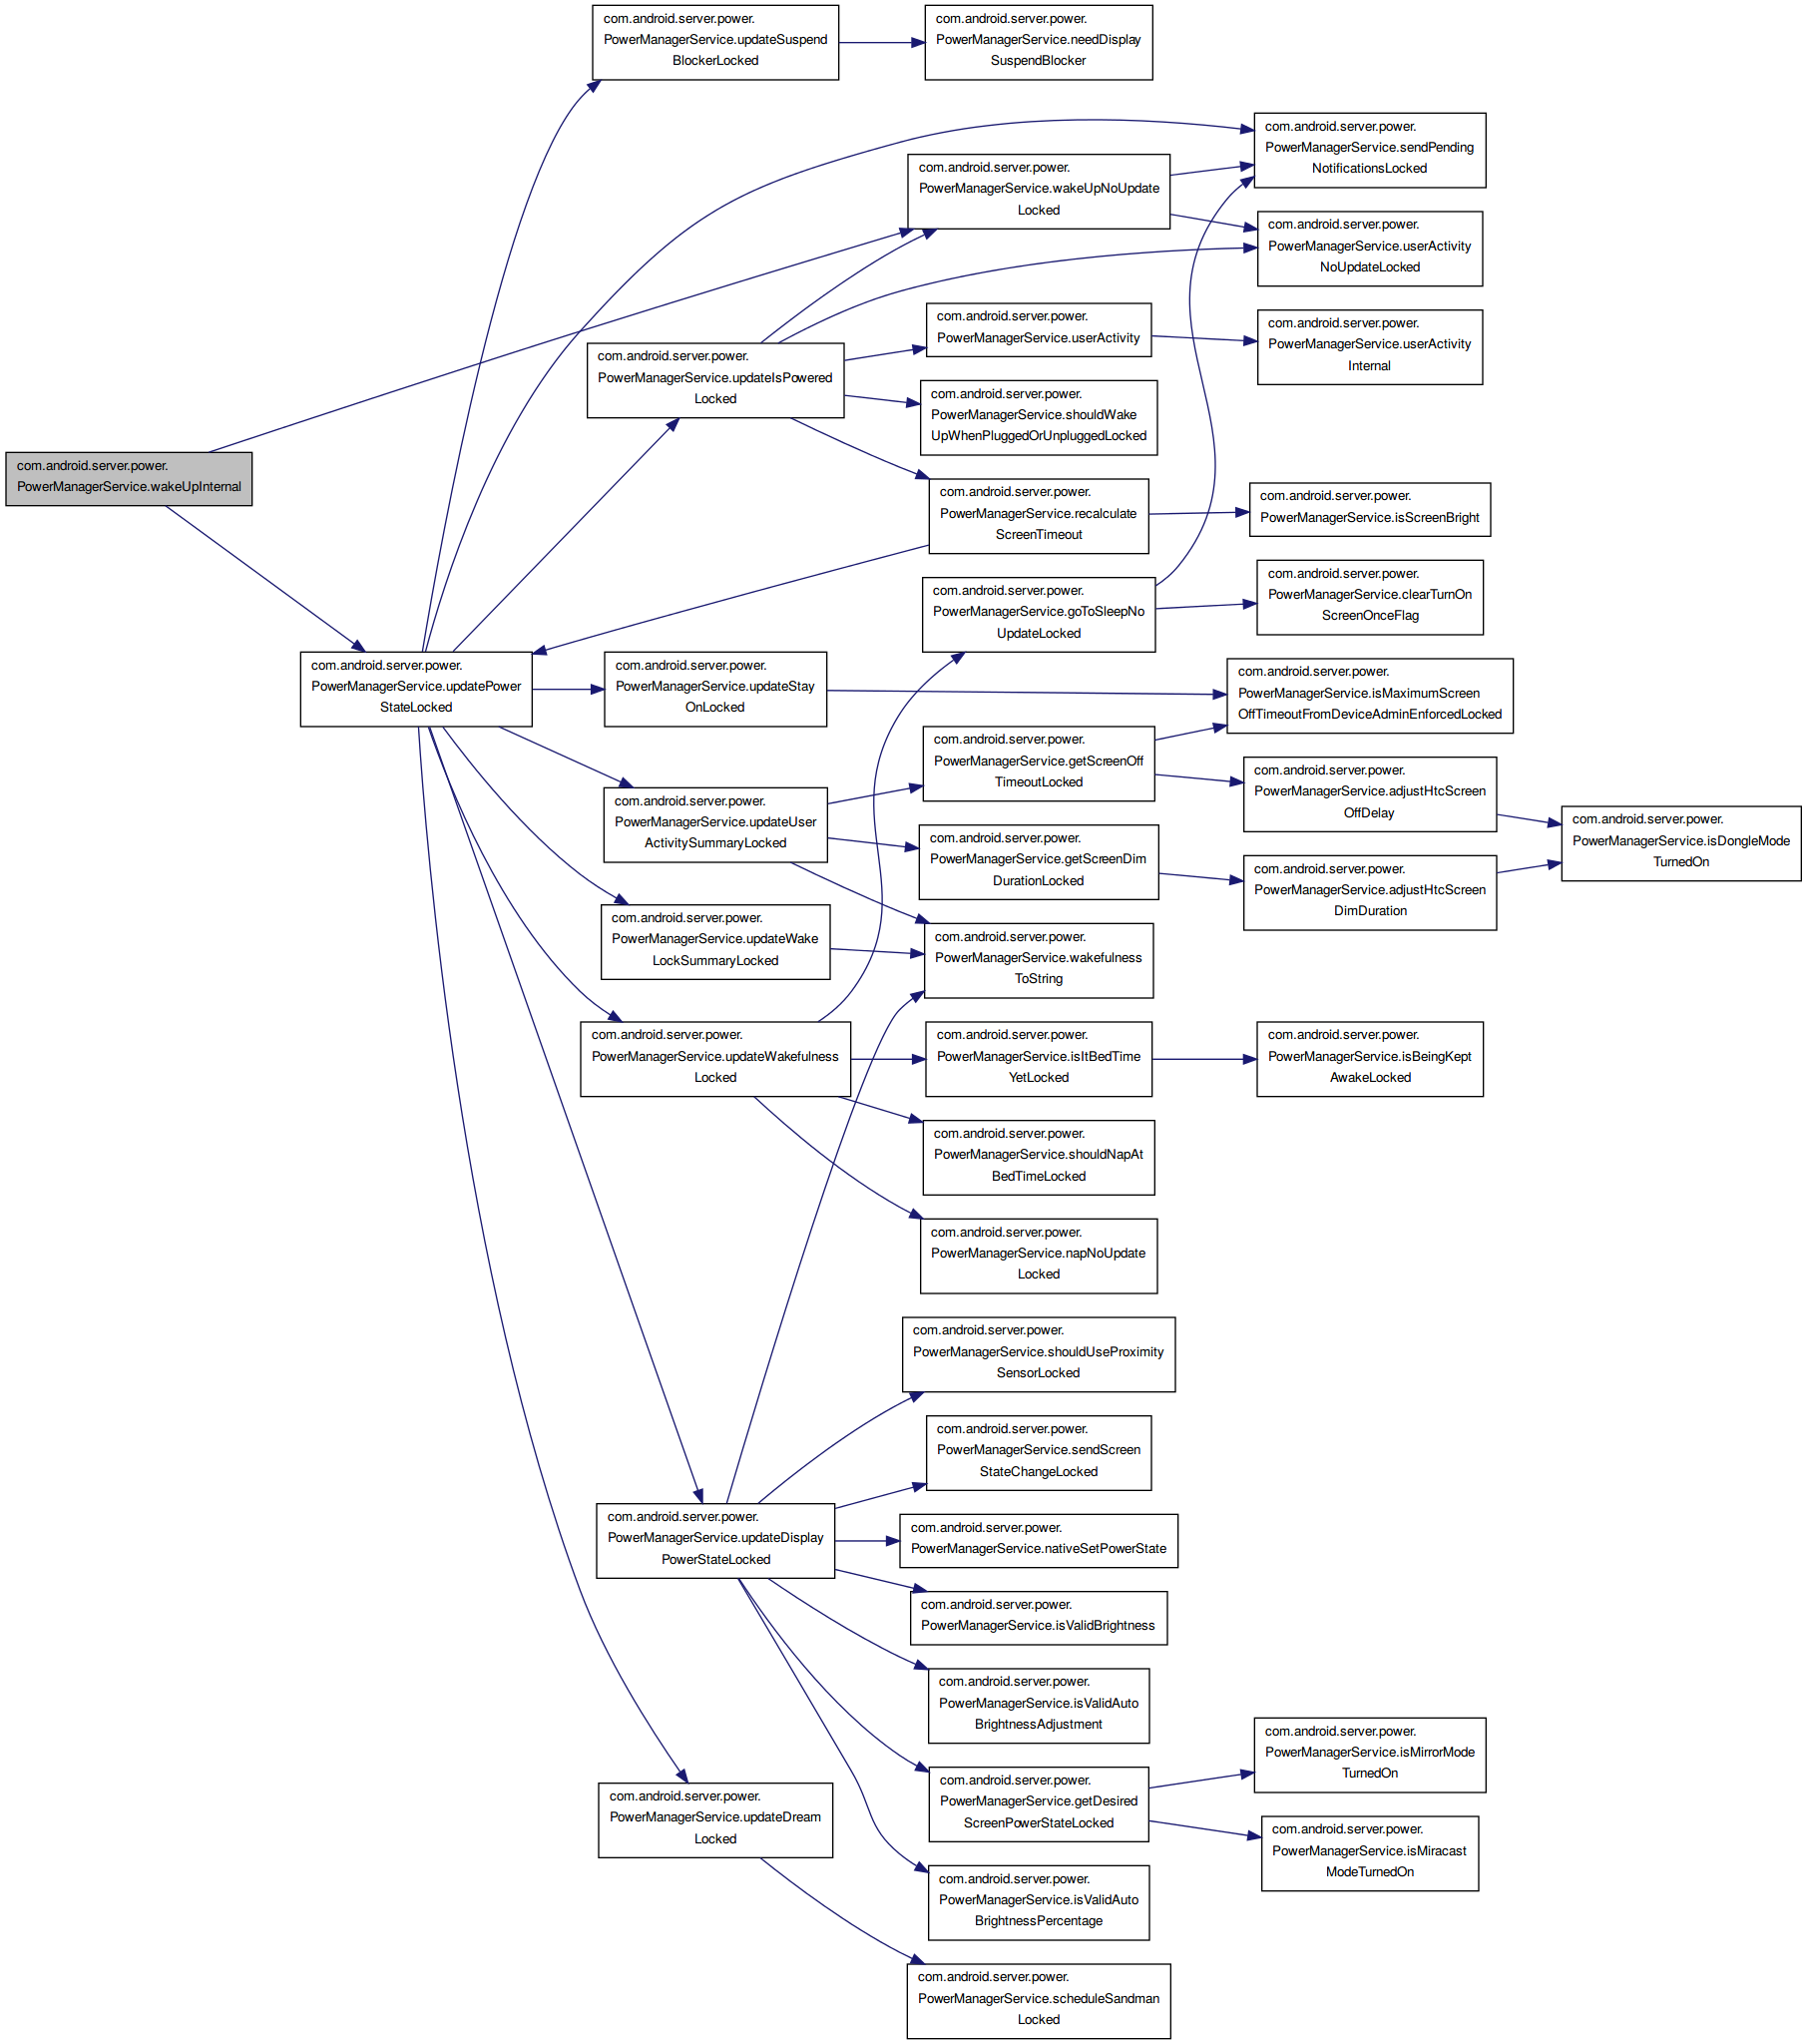 com.android.server.power.
PowerManagerService.updateSuspend
BlockerLocked
com.android.server.power.
PowerManagerService.needDisplay
SuspendBlocker
com.android.server.power.
PowerManagerService.sendPending
NotificationsLocked
com.android.server.power.
PowerManagerService.wakeUpNoUpdate
Locked
com.android.server.power.
PowerManagerService.userActivity
NoUpdateLocked
com.android.server.power.
PowerManagerService.userActivity
com.android.server.power.
PowerManagerService.userActivity
Internal
com.android.server.power.
PowerManagerService.updateIsPowered
Locked
com.android.server.power.
PowerManagerService.shouldWake
UpWhenPluggedOrUnpluggedLocked
com.android.server.power.
PowerManagerService.wakeUpInternal
com.android.server.power.
PowerManagerService.recalculate
ScreenTimeout
com.android.server.power.
PowerManagerService.isScreenBright
com.android.server.power.
PowerManagerService.goToSleepNo
UpdateLocked
com.android.server.power.
PowerManagerService.clearTurnOn
ScreenOnceFlag
com.android.server.power.
PowerManagerService.updatePower
StateLocked
com.android.server.power.
PowerManagerService.updateStay
OnLocked
com.android.server.power.
PowerManagerService.isMaximumScreen
OffTimeoutFromDeviceAdminEnforcedLocked
com.android.server.power.
PowerManagerService.getScreenOff
TimeoutLocked
com.android.server.power.
PowerManagerService.adjustHtcScreen
OffDelay
com.android.server.power.
PowerManagerService.updateUser
ActivitySummaryLocked
com.android.server.power.
PowerManagerService.isDongleMode
TurnedOn
com.android.server.power.
PowerManagerService.getScreenDim
DurationLocked
com.android.server.power.
PowerManagerService.adjustHtcScreen
DimDuration
com.android.server.power.
PowerManagerService.updateWake
LockSummaryLocked
com.android.server.power.
PowerManagerService.wakefulness
ToString
com.android.server.power.
PowerManagerService.updateWakefulness
Locked
com.android.server.power.
PowerManagerService.isItBedTime
YetLocked
com.android.server.power.
PowerManagerService.isBeingKept
AwakeLocked
com.android.server.power.
PowerManagerService.shouldNapAt
BedTimeLocked
com.android.server.power.
PowerManagerService.napNoUpdate
Locked
com.android.server.power.
PowerManagerService.shouldUseProximity
SensorLocked
com.android.server.power.
PowerManagerService.sendScreen
StateChangeLocked
com.android.server.power.
PowerManagerService.updateDisplay
PowerStateLocked
com.android.server.power.
PowerManagerService.nativeSetPowerState
com.android.server.power.
PowerManagerService.isValidBrightness
com.android.server.power.
PowerManagerService.isValidAuto
BrightnessAdjustment
com.android.server.power.
PowerManagerService.isMirrorMode
TurnedOn
com.android.server.power.
PowerManagerService.getDesired
ScreenPowerStateLocked
com.android.server.power.
PowerManagerService.updateDream
Locked
com.android.server.power.
PowerManagerService.isMiracast
ModeTurnedOn
com.android.server.power.
PowerManagerService.isValidAuto
BrightnessPercentage
com.android.server.power.
PowerManagerService.scheduleSandman
Locked